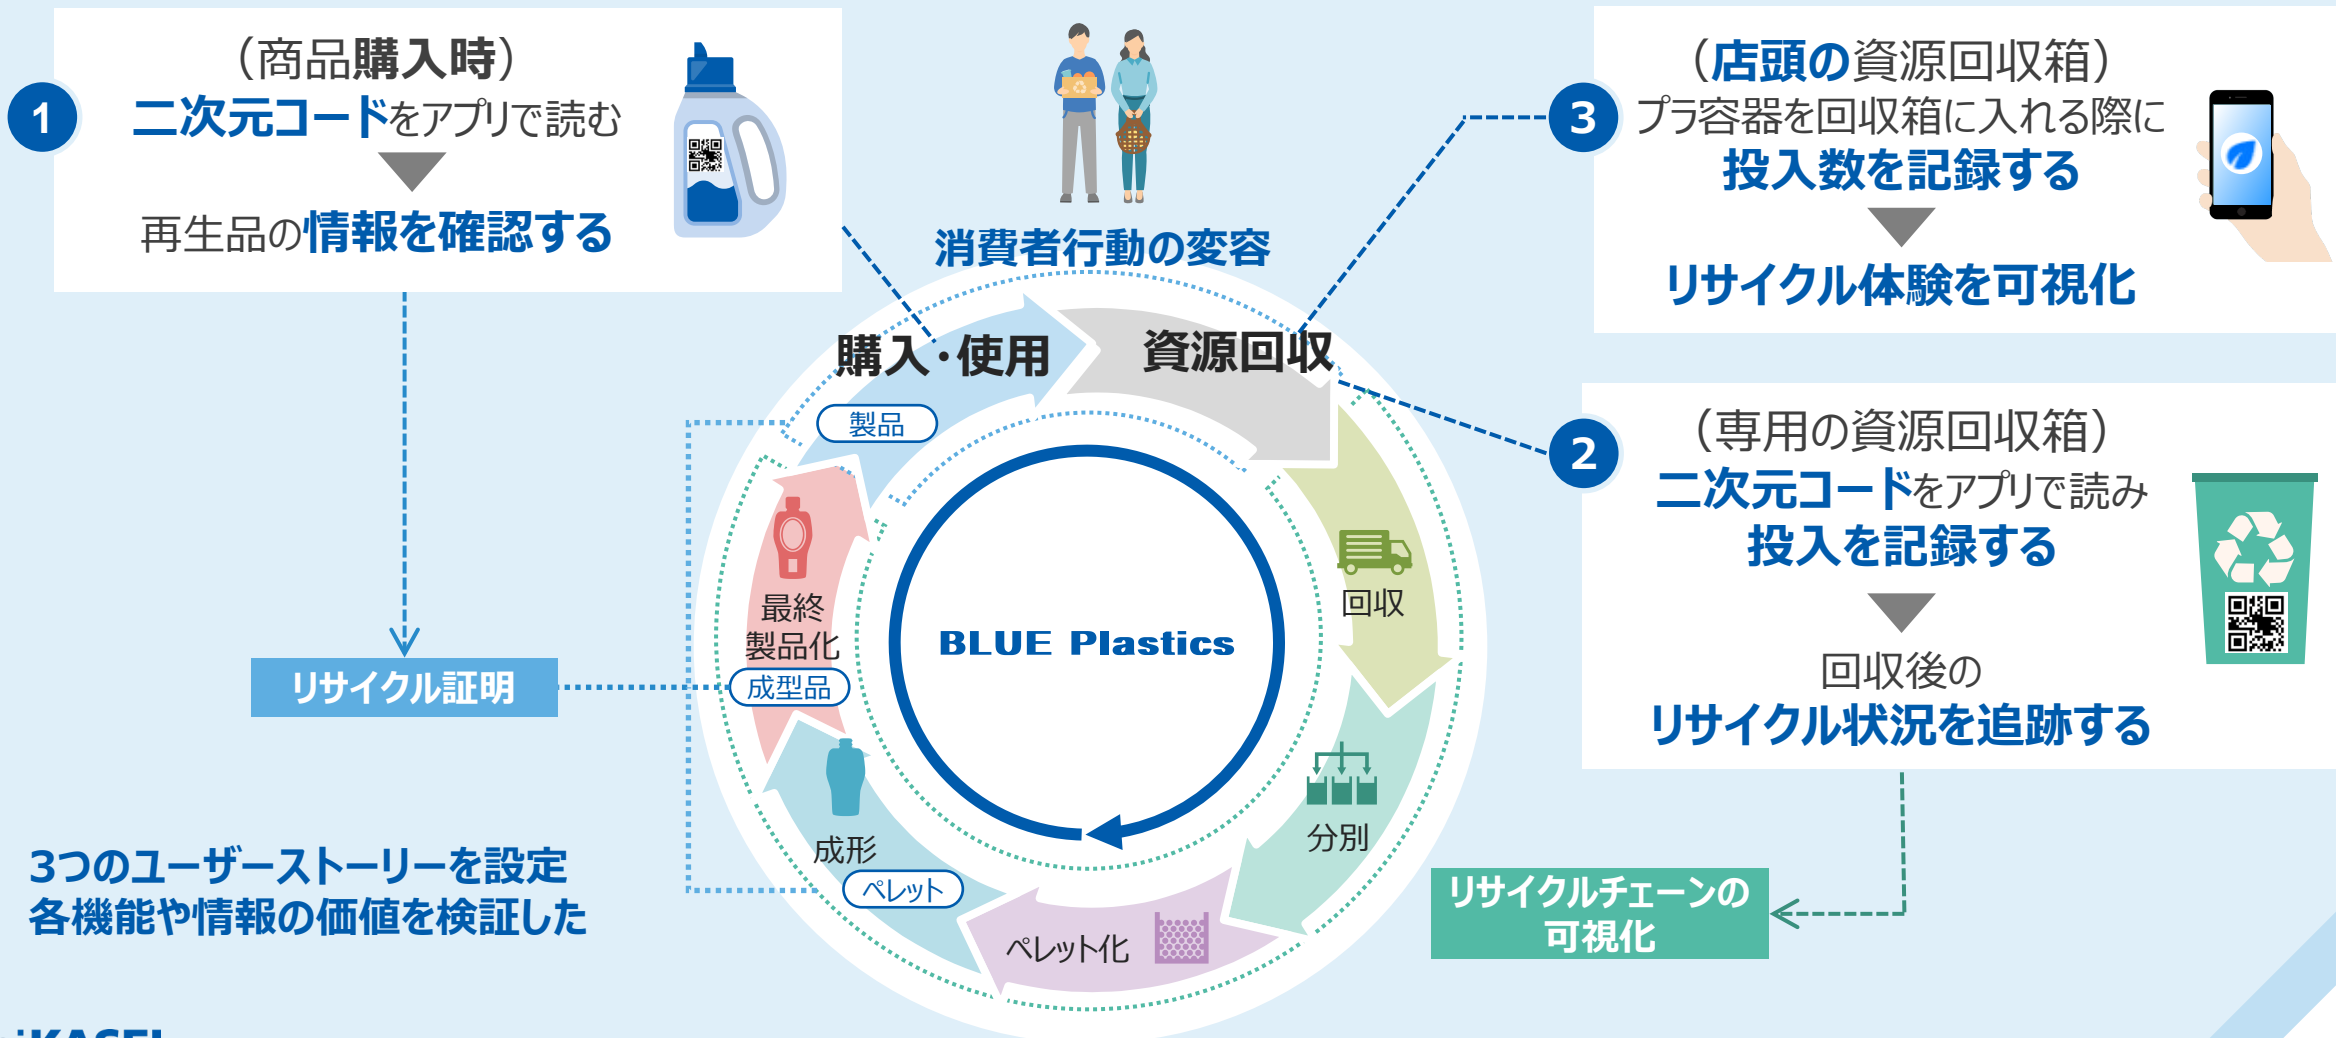 1
（商品購入時）
二次元コードをアプリで読む
再生品の情報を確認する
消費者行動の変容
3
（店頭の資源回収箱）
プラ容器を回収箱に入れる際に
投入数を記録する
リサイクル体験を可視化
2
（専用の資源回収箱）
二次元コードをアプリで読み
投入を記録する
回収後の
リサイクル状況を追跡する
リサイクルチェーンの
可視化
購入・使用
資源回収
製品
回収
分別
ペレット化
ペレット
成形
成型品
最終
製品化
BLUE Plastics
リサイクル証明
3つのユーザーストーリーを設定
各機能や情報の価値を検証した